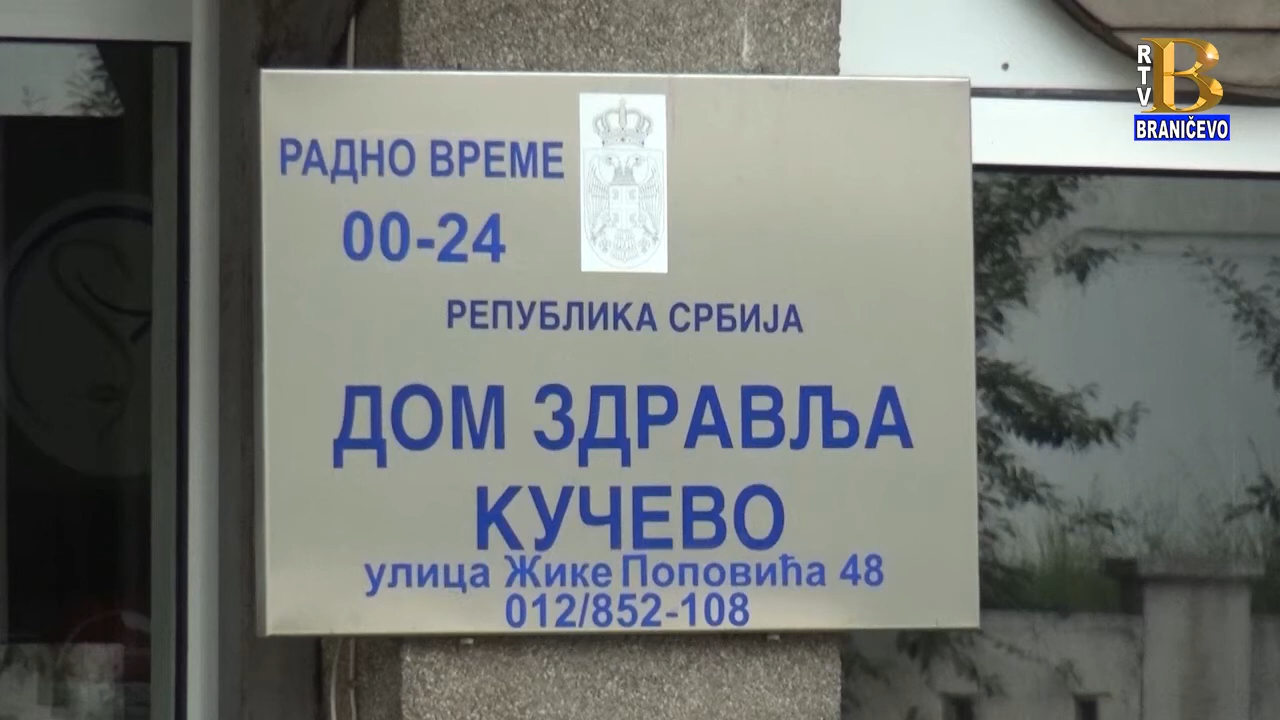 РАДНО ВРЕМЕ
00-24
РЕПУБЛИКА СРБИЈА
ДОМ ЗДРАВЉА
КУЧЕВО
улица Жике Поповића 48
012/852-108
RTV B
BRANIČEVO